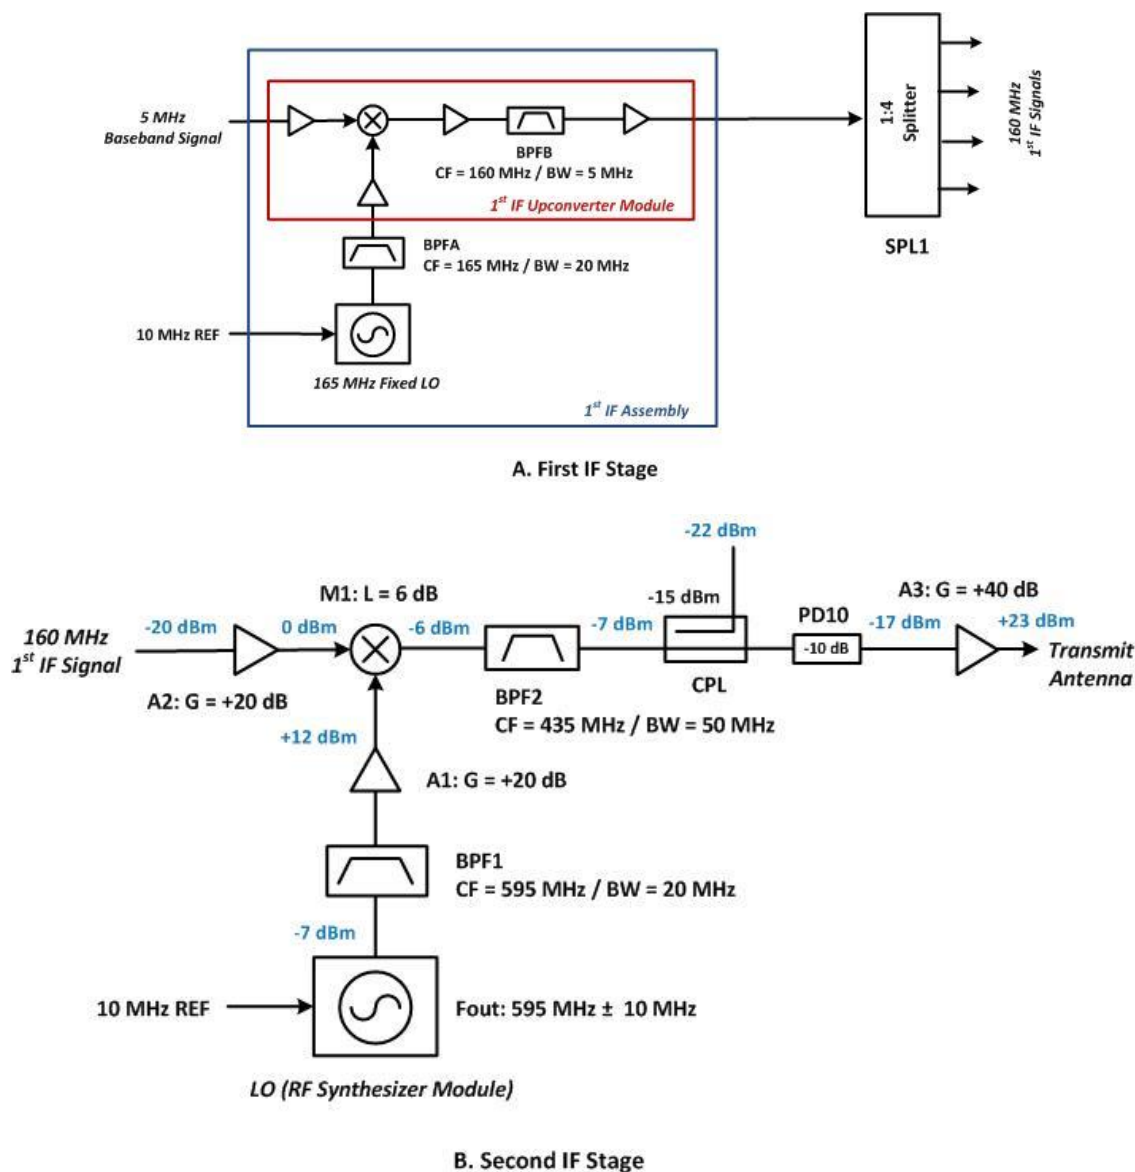 5 MHz
Baseband Signal
BPFB
CF = 160 MHz / BW = 5 MHz
1st IF Upconverter Module
BPFA
CF = 165 MHz / BW = 20 MHz
10 MHz REF
165 MHz Fixed LO
1st IF Assembly
1:4
Splitter
160 MHz
1st IF Signals
SPL1
A. First IF Stage
-22 dBm
M1: L = 6 dB
-15 dBm
A3: G = +40 dB
160 MHz
1st IF Signal
-20 dBm
0 dBm
-6 dBm
-7 dBm
PD10
-10 dB
-17 dBm
+23 dBm
Transmit
Antenna
A2: G = +20 dB
BPF2
CF = 435 MHz / BW = 50 MHz
CPL
+12 dBm
A1: G = +20 dB
BPF1
CF = 595 MHz / BW = 20 MHz
-7 dBm
10 MHz REF
Fout: 595 MHz ± 10 MHz
LO (RF Synthesizer Module)
B. Second IF Stage